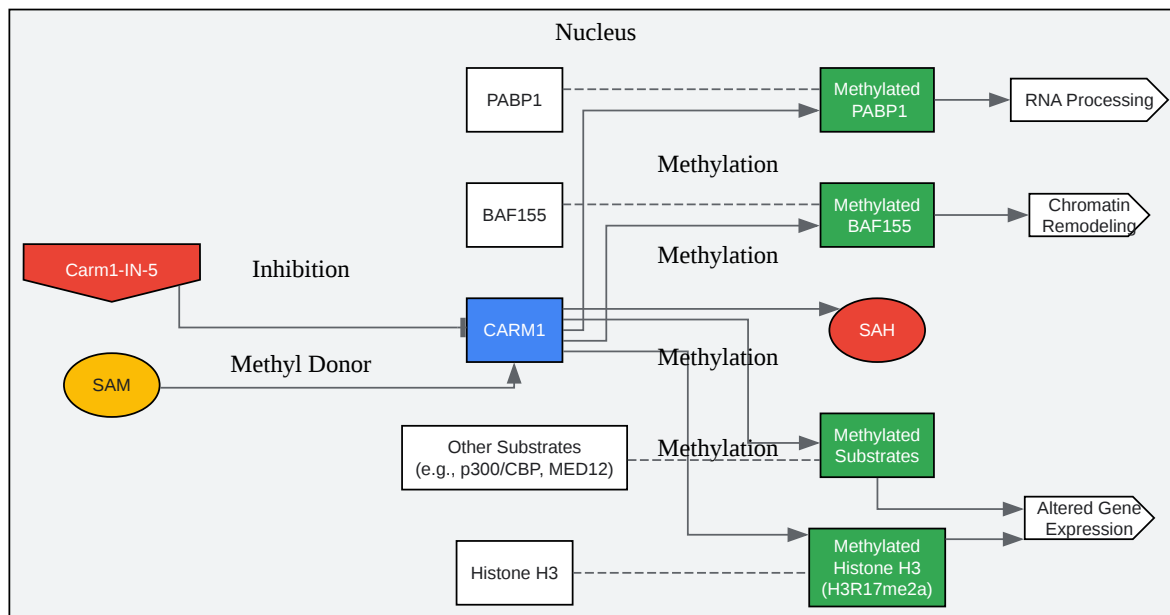 Nucleus
PABP1
Methylated
PABP1
RNA Processing
Methylation
BAF155
Methylated
BAF155
Chromatin
Remodeling
Methylation
Carm1-IN-5
Inhibition
CARM1
SAH
Methylation
Methyl Donor
SAM
Other Substrates
(e.g., p300/CBP, MED12)
Methylation
Methylated
Substrates
Altered Gene
Expression
Histone H3
Methylated
Histone H3
(H3R17me2a)